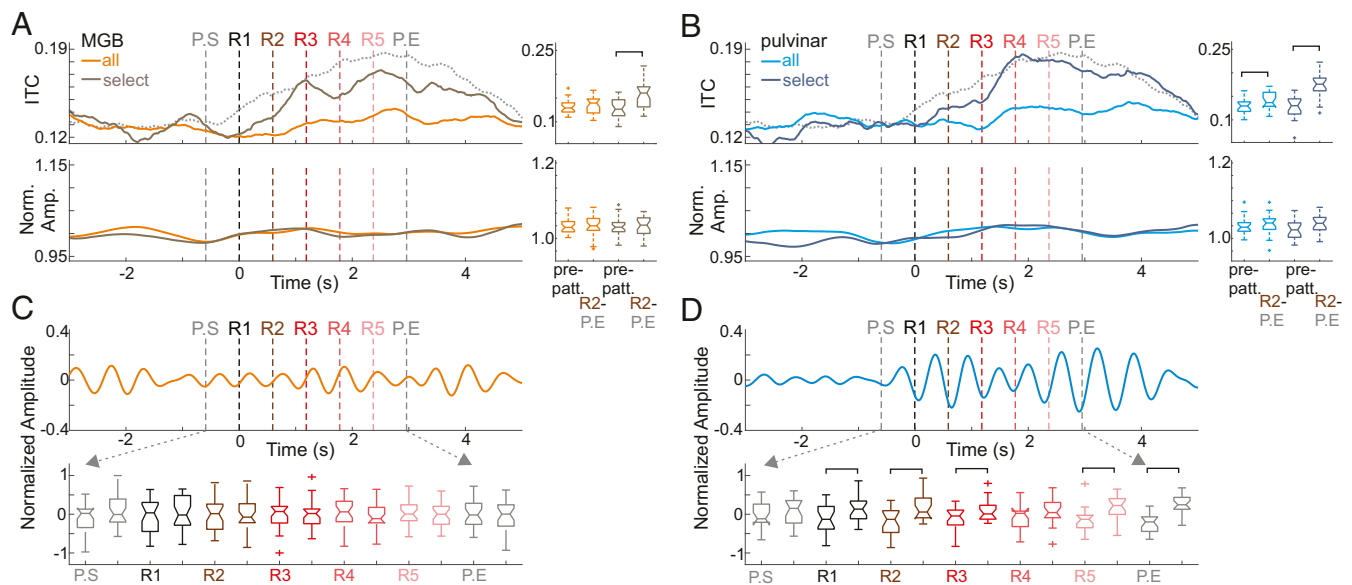 A
MGB
all
select
P.S R1 R2 R3 R4 R5 P.E
0.19
ITC
0.12
0.25
0.1
1.15
Norm.
Amp.
0.95
-2 0 2 4
Time (s)
1.2
1.0
pre- pre-
patt. patt.
R2- R2-
P.E P.E
B
pulvinar
all
select
P.S R1 R2 R3 R4 R5 P.E
0.19
ITC
0.12
0.25
0.1
1.15
Norm.
Amp.
0.95
-2 0 2 4
Time (s)
1.2
1.0
pre- pre-
patt. patt.
R2- R2-
P.E P.E
C
P.S R1 R2 R3 R4 R5 P.E
0.4
0
-0.4
-2 0 2 4
Time (s)
Normalized Amplitude
1
0
-1
P.S R1 R2 R3 R4 R5 P.E
D
P.S R1 R2 R3 R4 R5 P.E
0.4
0
-0.4
-2 0 2 4
Time (s)
Normalized Amplitude
1
0
-1
P.S R1 R2 R3 R4 R5 P.E